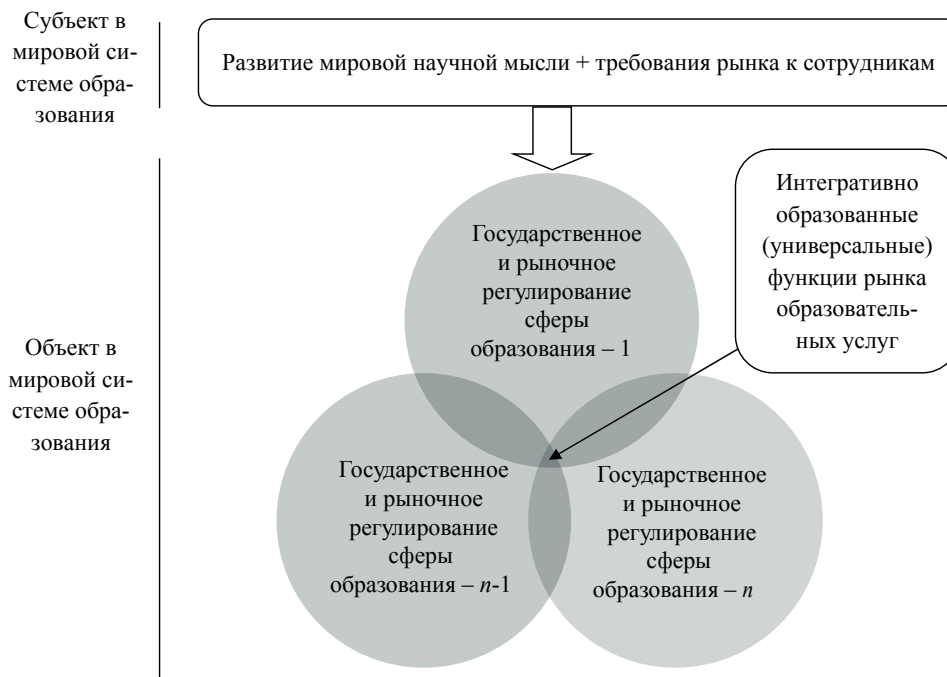 Субъект в
мировой си-
стеме обра-
зования
Развитие мировой научной мысли + требования рынка к сотрудникам
Объект в
мировой си-
стеме обра-
зования
Государственное
и рыночное
регулирование
сферы
образования – 1
Интегративно
образованные
(универсальные)
функции рынка
образователь-
ных услуг
Государственное
и рыночное
регулирование
сферы
образования – n-1
Государственное
и рыночное
регулирование
сферы
образования – n